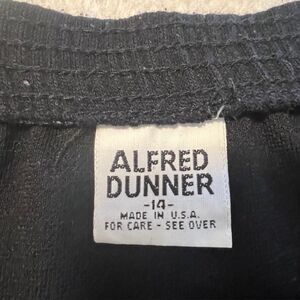 ALFRED
DUNNER
-14-
MADE IN U.S.A.
FOR CARE - SEE OVER